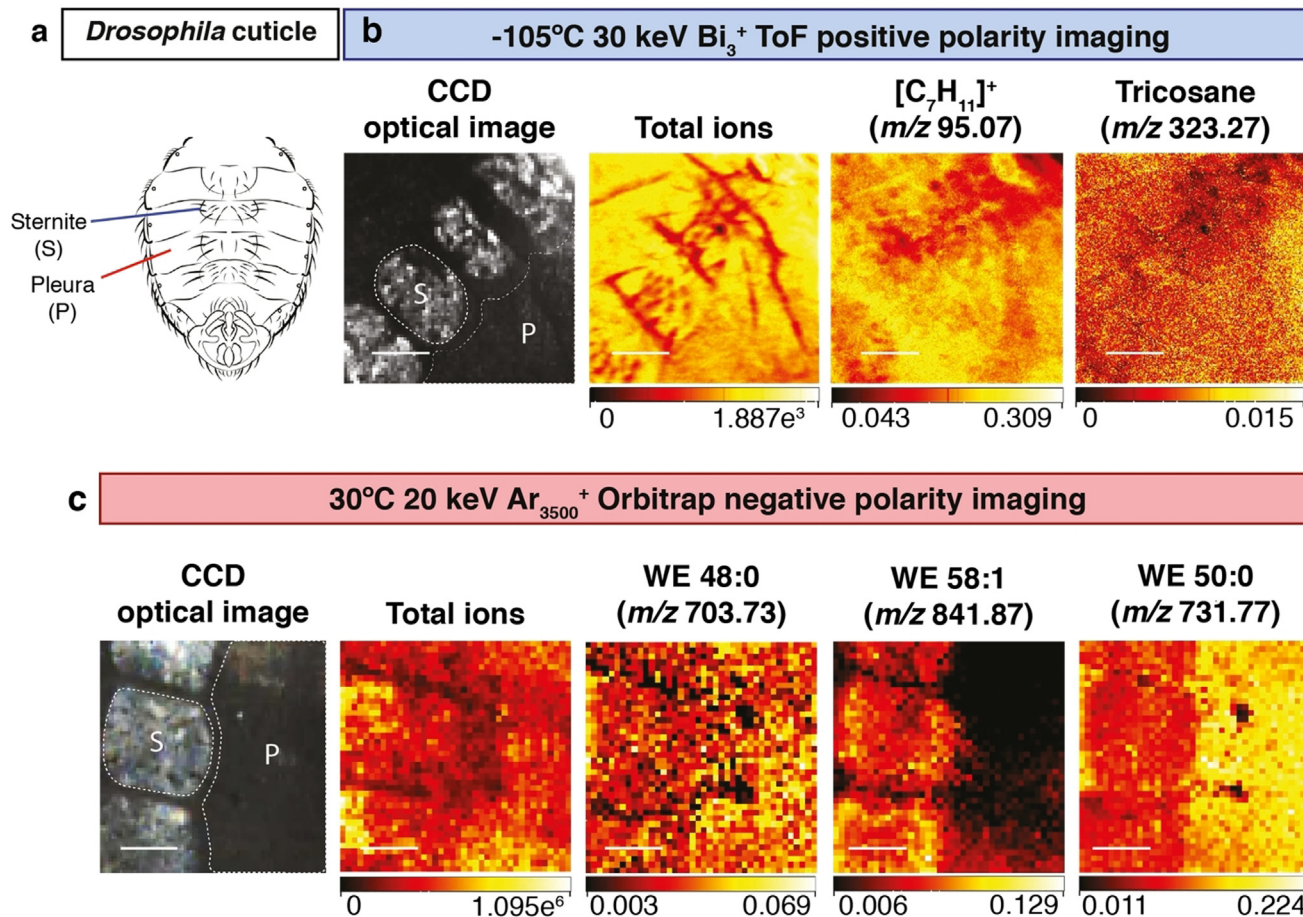 a
Drosophila cuticle
b
-105°C 30 keV Bi₃⁺ ToF positive polarity imaging
Sternite
(S)
Pleura
(P)
CCD
optical image
Total ions
[C₇H₁₁]⁺
(m/z 95.07)
Tricosane
(m/z 323.27)
S
P
0 1.887e³
0.043 0.309
0 0.015
c
30°C 20 keV Ar₃₅₀₀⁺ Orbitrap negative polarity imaging
CCD
optical image
Total ions
WE 48:0
(m/z 703.73)
WE 58:1
(m/z 841.87)
WE 50:0
(m/z 731.77)
S
P
0 1.095e⁶
0.003 0.069
0.006 0.129
0.011 0.224